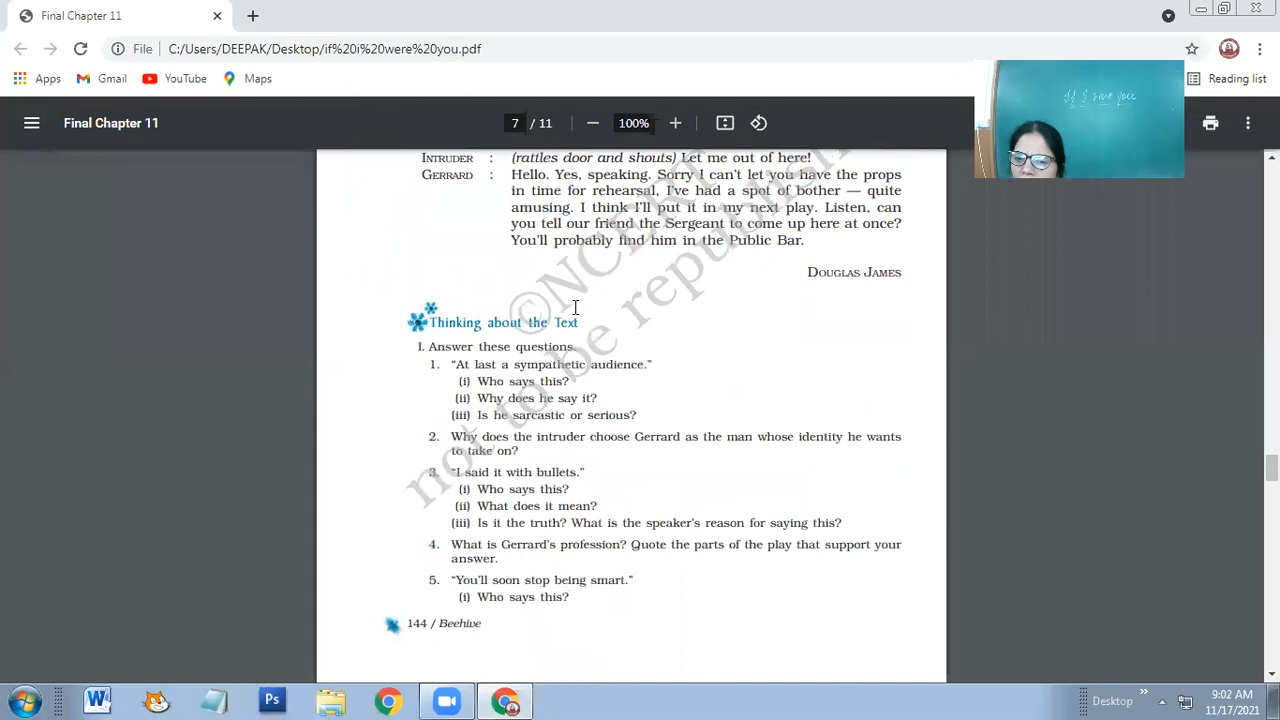 Final Chapter 11
File
C:/Users/DEEPAK/Desktop/if%20i%20were%20you.pdf
Apps
Gmail
YouTube
Maps
Reading list
Final Chapter 11
7 / 11
100%
If I were you
INTRUDER : (rattles door and shouts) Let me out of here!
GERRARD : Hello. Yes, speaking. Sorry I can't let you have the props
in time for rehearsal, I've had a spot of bother — quite
amusing. I think I'll put it in my next play. Listen, can
you tell our friend the Sergeant to come up here at once?
You'll probably find him in the Public Bar.
DOUGLAS JAMES
©NCERT
not to be republish
Thinking about the Text
I. Answer these questions.
1. “At last a sympathetic audience.”
(i) Who says this?
(ii) Why does he say it?
(iii) Is he sarcastic or serious?
2. Why does the intruder choose Gerrard as the man whose identity he wants
to take on?
3. “I said it with bullets.”
(i) Who says this?
(ii) What does it mean?
(iii) Is it the truth? What is the speaker's reason for saying this?
4. What is Gerrard's profession? Quote the parts of the play that support your
answer.
5. “You'll soon stop being smart.”
(i) Who says this?
144 / Beehive
Desktop
9:02 AM
11/17/2021